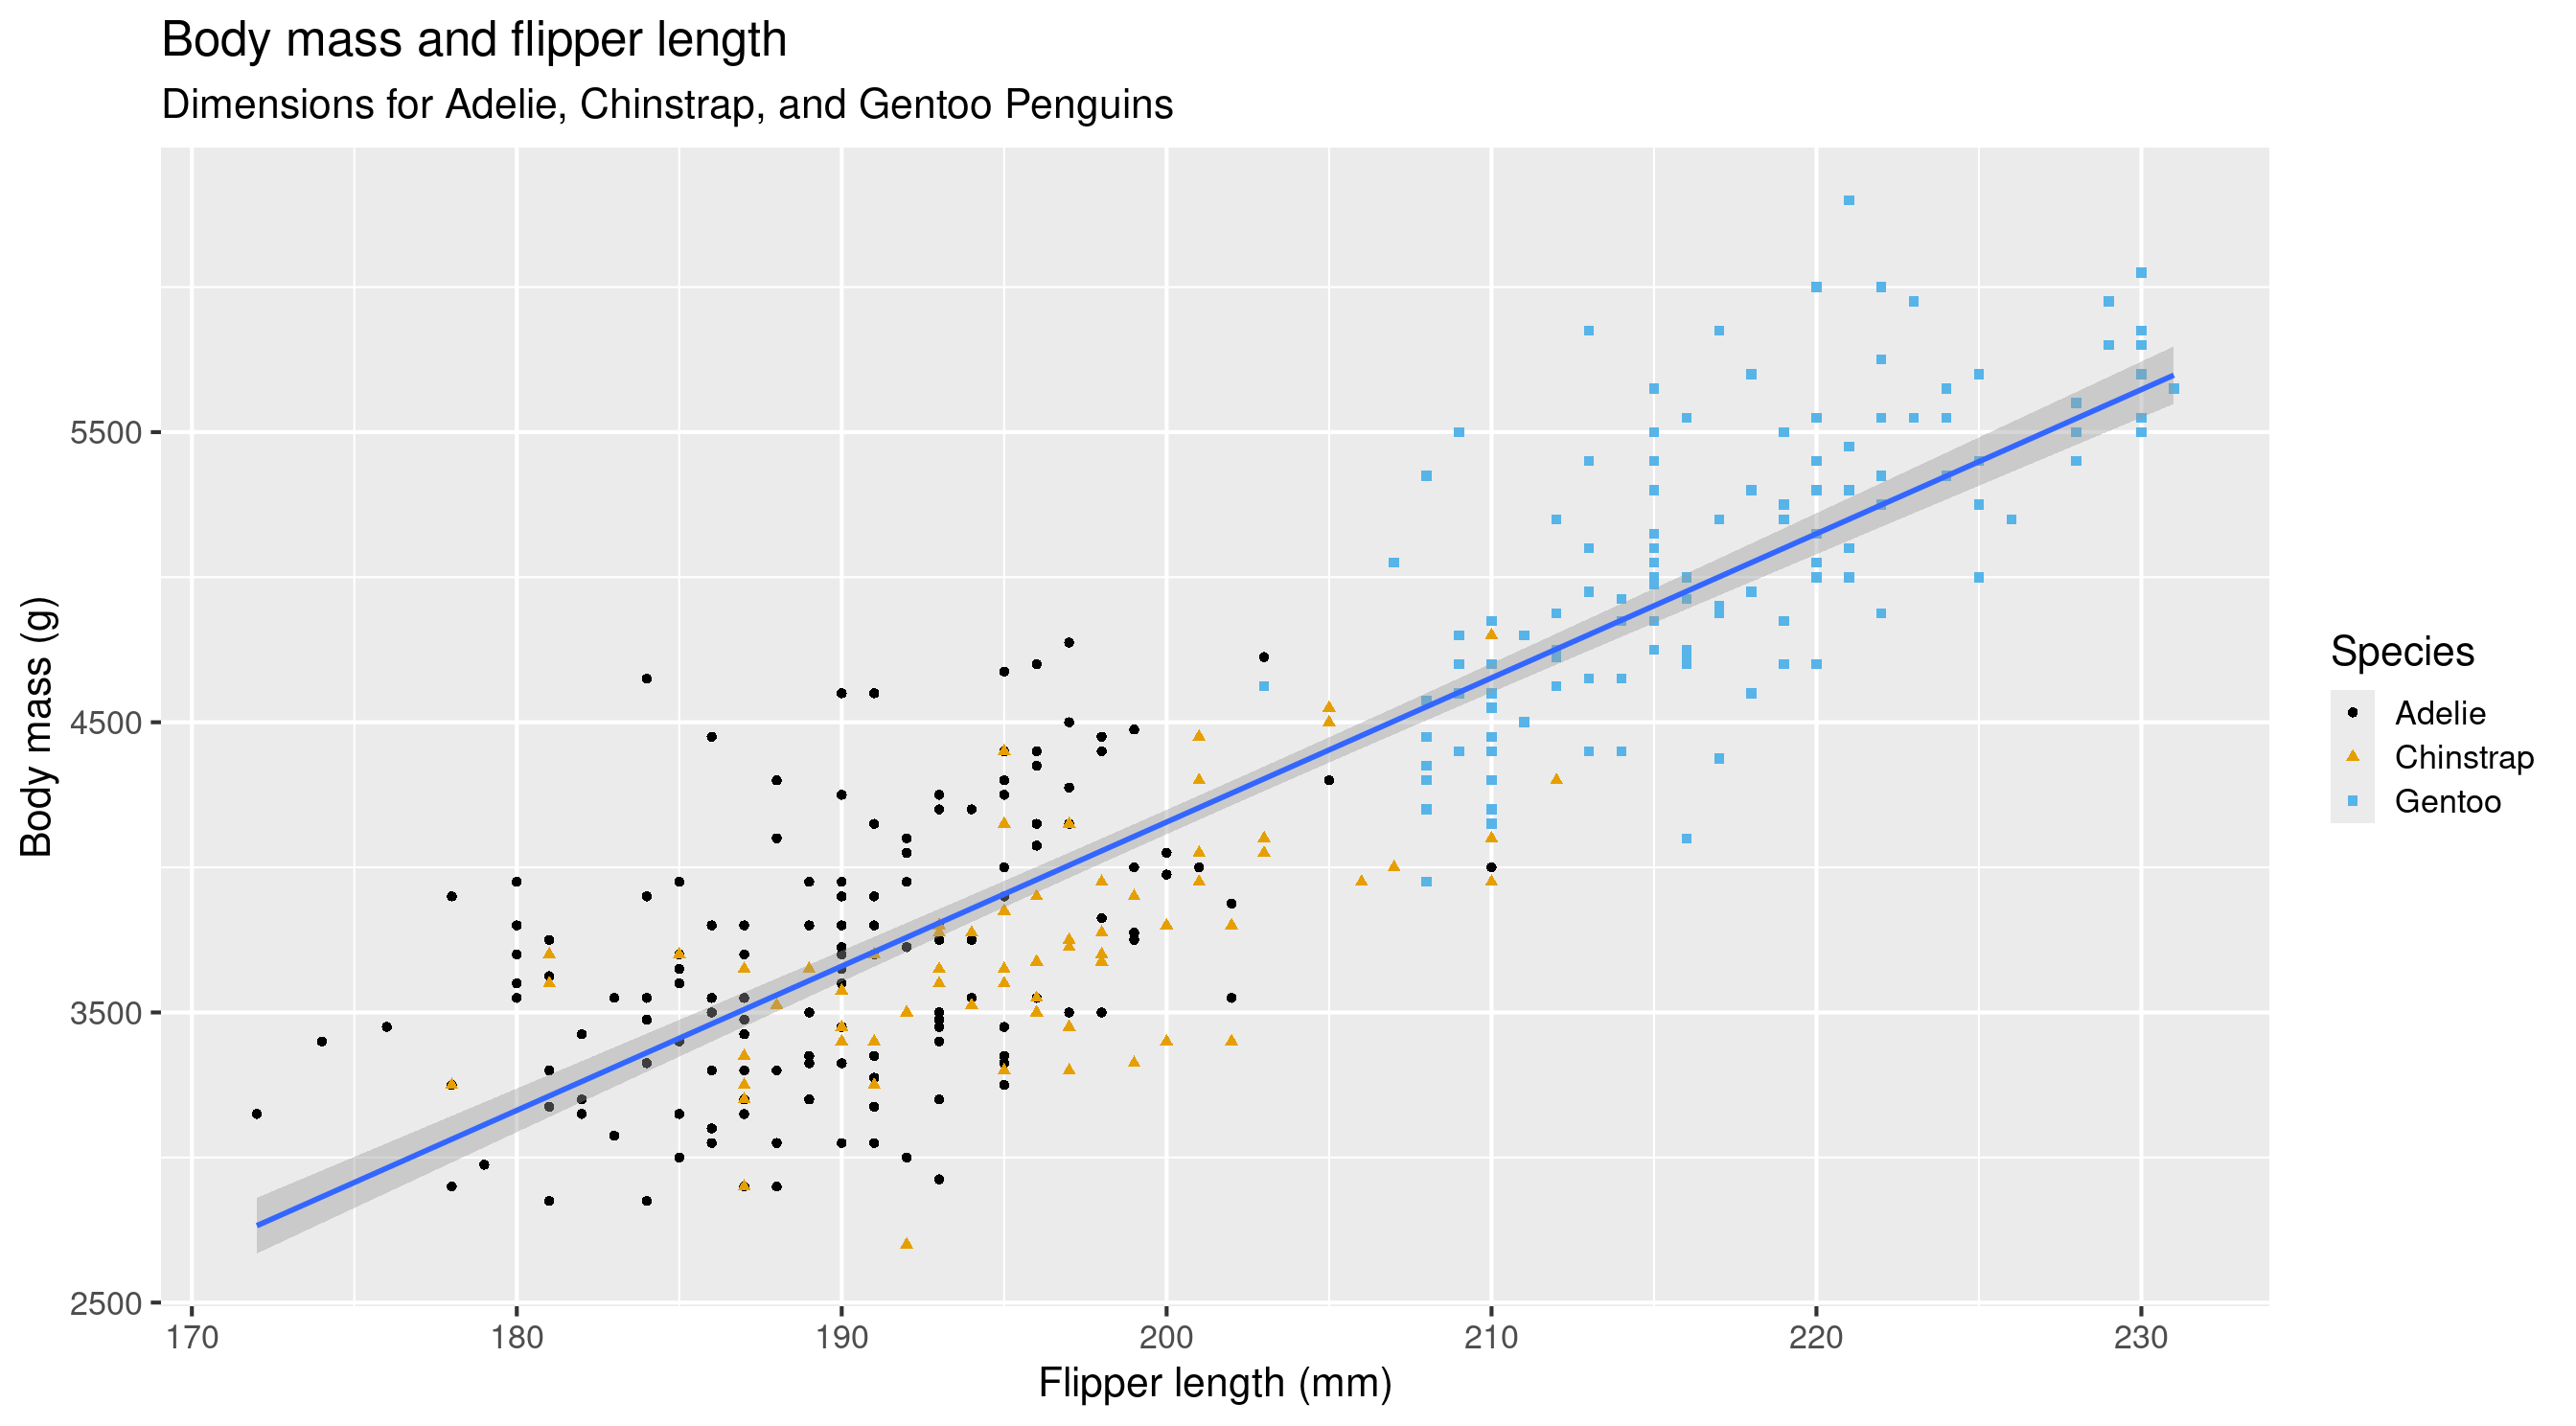 Body mass and flipper length
Dimensions for Adelie, Chinstrap, and Gentoo Penguins
Body mass (g)
5500
4500
3500
2500
170 180 190 200 210 220 230
Flipper length (mm)
Species
Adelie
Chinstrap
Gentoo